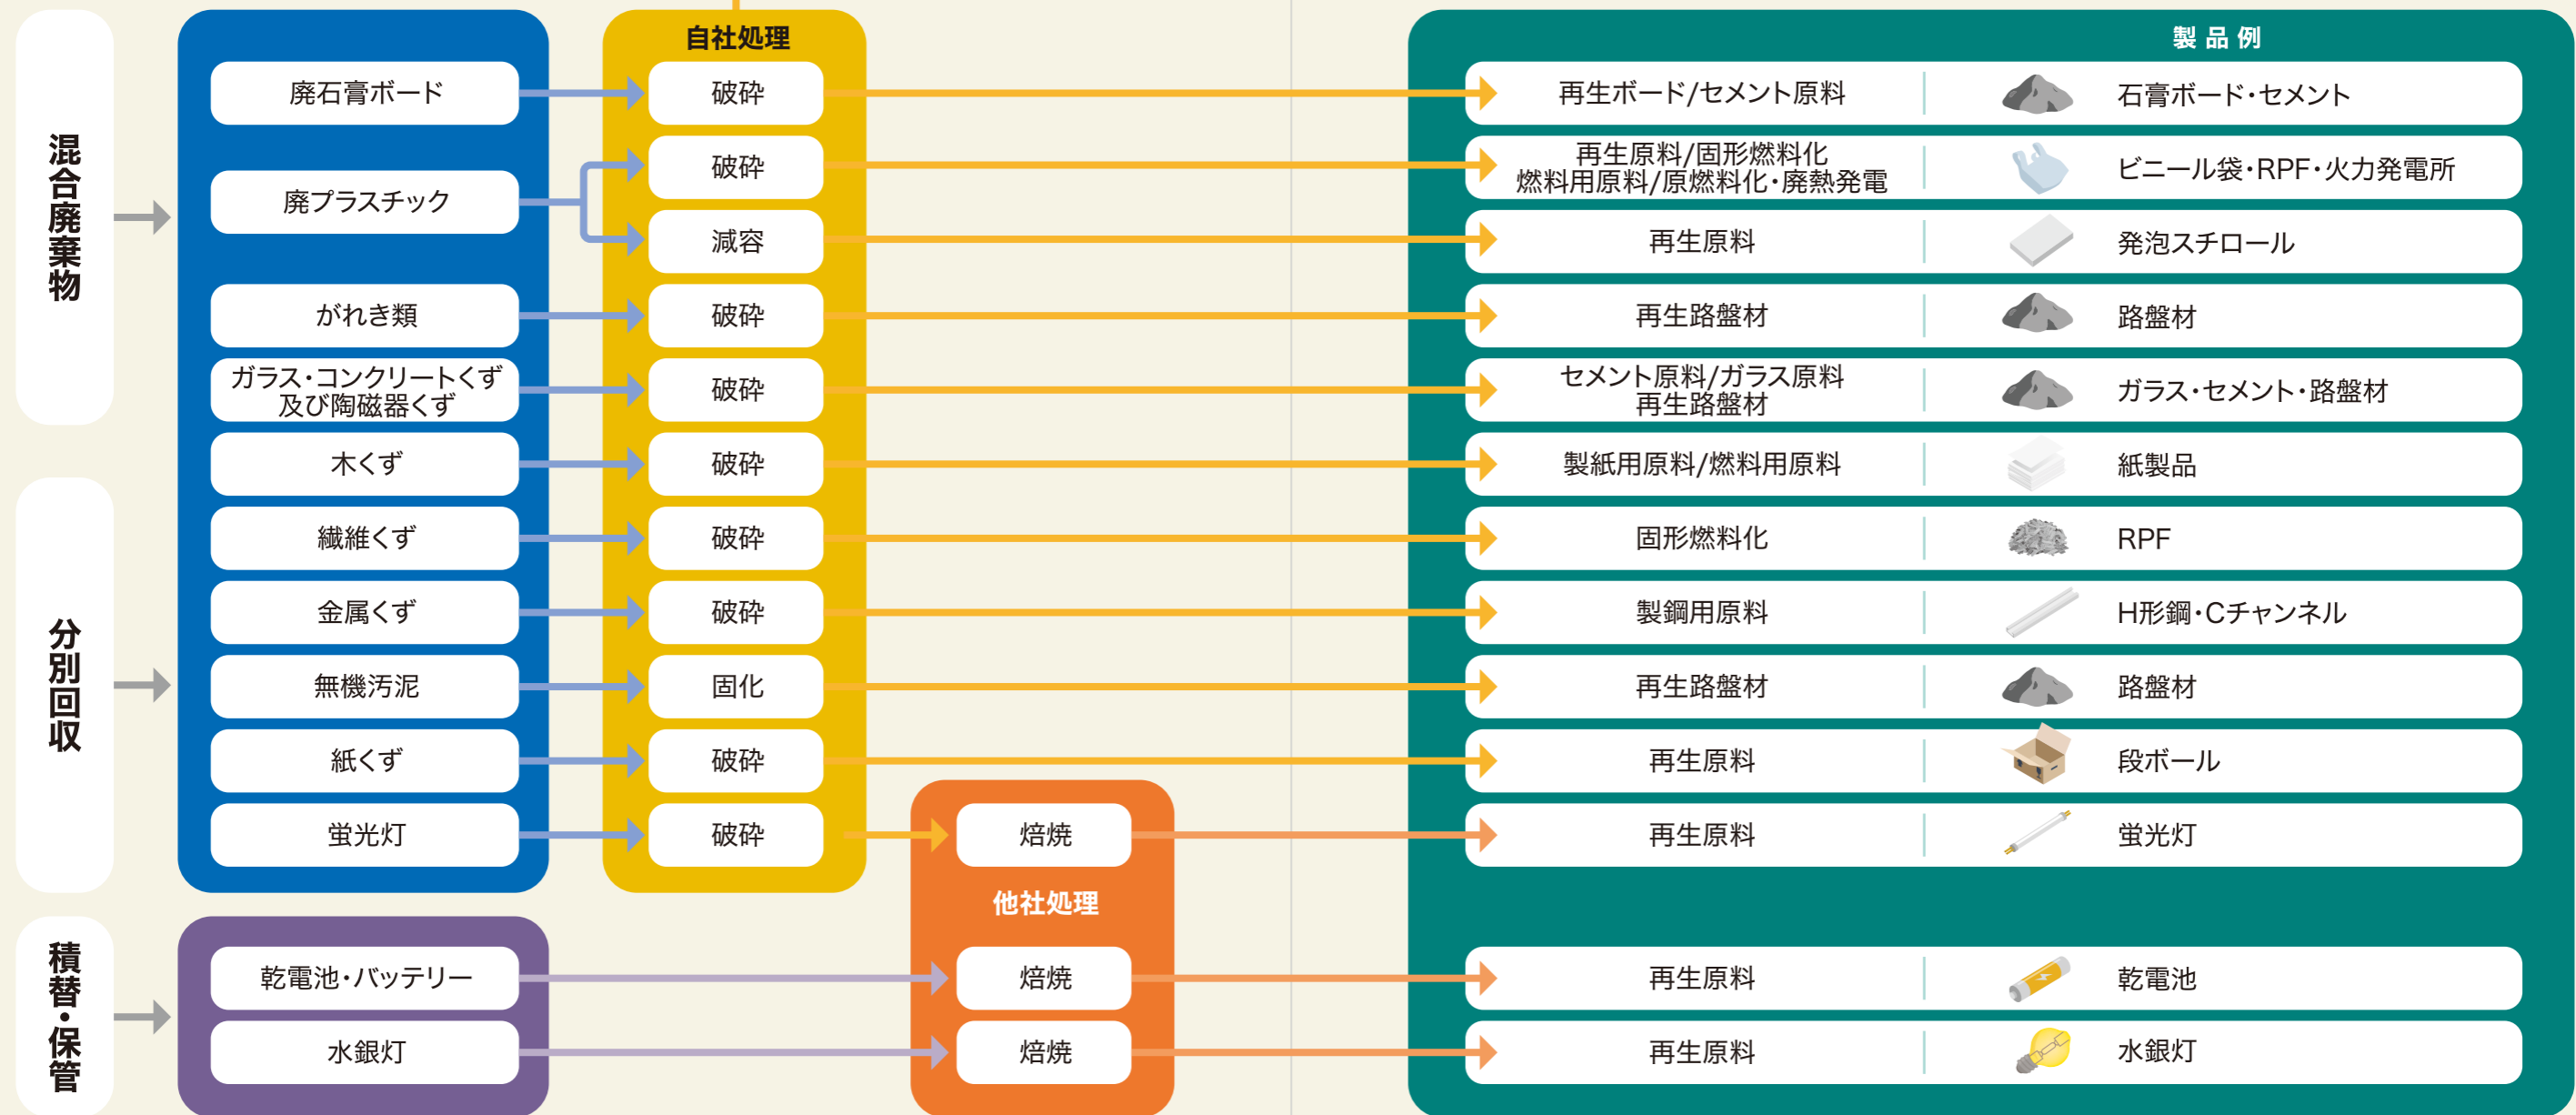 混合廃棄物
分別回収
積替・保管
自社処理
製品例
廃石膏ボード
破砕
再生ボード/セメント原料
石膏ボード・セメント
廃プラスチック
破砕
再生原料/固形燃料化
燃料用原料/原燃料化・廃熱発電
ビニール袋・RPF・火力発電所
減容
再生原料
発泡スチロール
がれき類
破砕
再生路盤材
路盤材
ガラス・コンクリートくず
及び陶磁器くず
破砕
セメント原料/ガラス原料
再生路盤材
ガラス・セメント・路盤材
木くず
破砕
製紙用原料/燃料用原料
紙製品
繊維くず
破砕
固形燃料化
RPF
金属くず
破砕
製鋼用原料
H形鋼・Cチャンネル
無機汚泥
固化
再生路盤材
路盤材
紙くず
破砕
再生原料
段ボール
蛍光灯
破砕
焙焼
再生原料
蛍光灯
他社処理
乾電池・バッテリー
焙焼
再生原料
乾電池
水銀灯
焙焼
再生原料
水銀灯